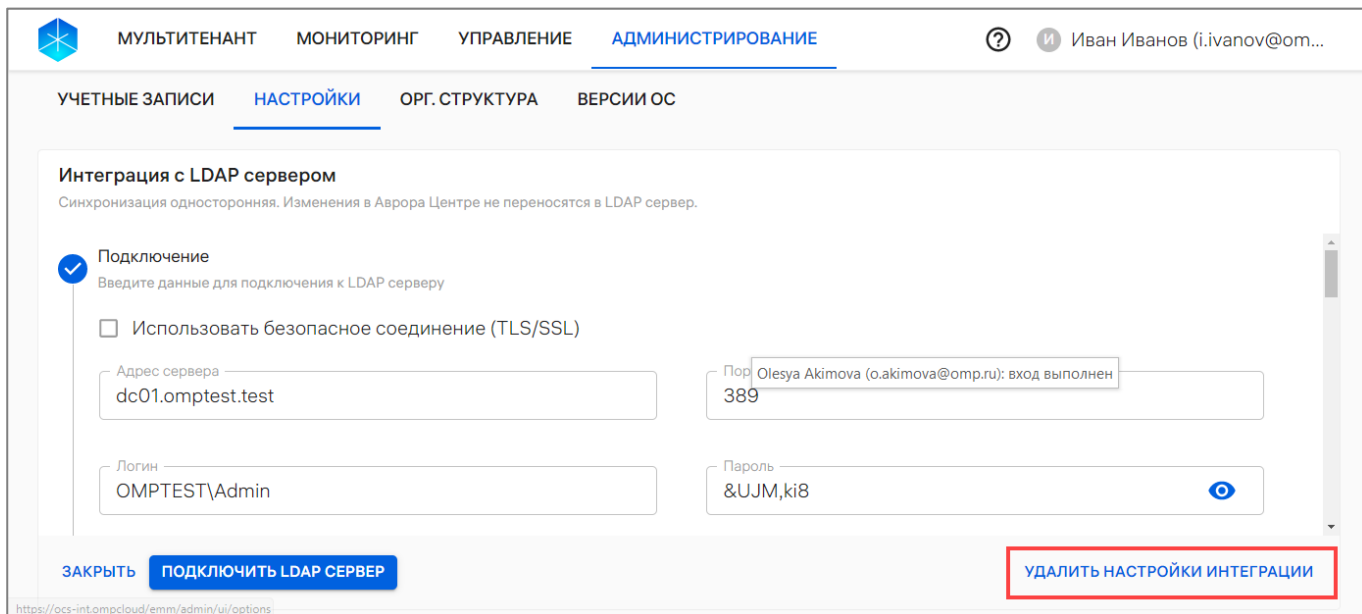 МУЛЬТИТЕНАНТ МОНИТОРИНГ УПРАВЛЕНИЕ АДМИНИСТРИРОВАНИЕ И Иван Иванов (i.ivanov@om...
УЧЕТНЫЕ ЗАПИСИ НАСТРОЙКИ ОРГ. СТРУКТУРА ВЕРСИИ ОС
Интеграция с LDAP сервером
Синхронизация односторонняя. Изменения в Аврора Центре не переносятся в LDAP сервер.
Подключение
Введите данные для подключения к LDAP серверу
Использовать безопасное соединение (TLS/SSL)
Адрес сервера
dc01.omptest.test
Olesya Akimova (o.akimova@omp.ru): вход выполнен
389
Логин Пароль
OMPTEST\Admin &UJM,ki8
ЗАКРЫТЬ ПОДКЛЮЧИТЬ LDAP СЕРВЕР УДАЛИТЬ НАСТРОЙКИ ИНТЕГРАЦИИ
https://ocs-int.ompcloud/emm/admin/ui/options